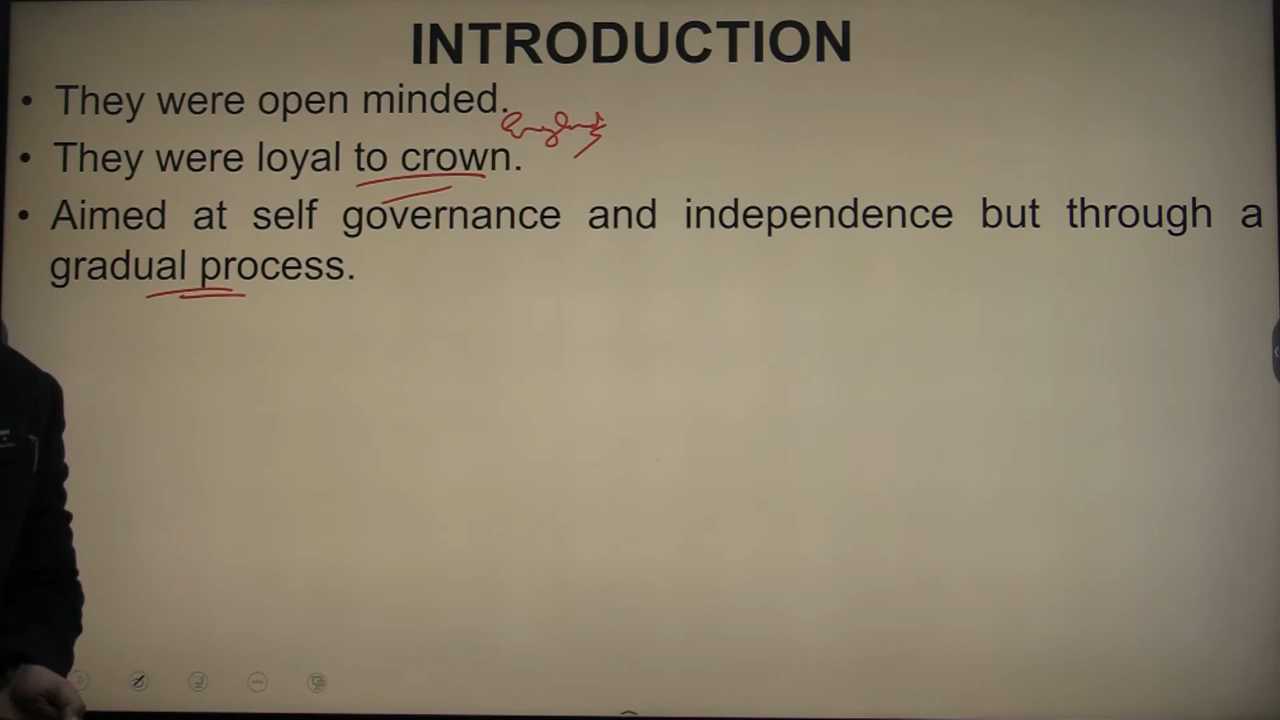 INTRODUCTION
• They were open minded.
England
• They were loyal to crown.
• Aimed at self governance and independence but through a
gradual process.